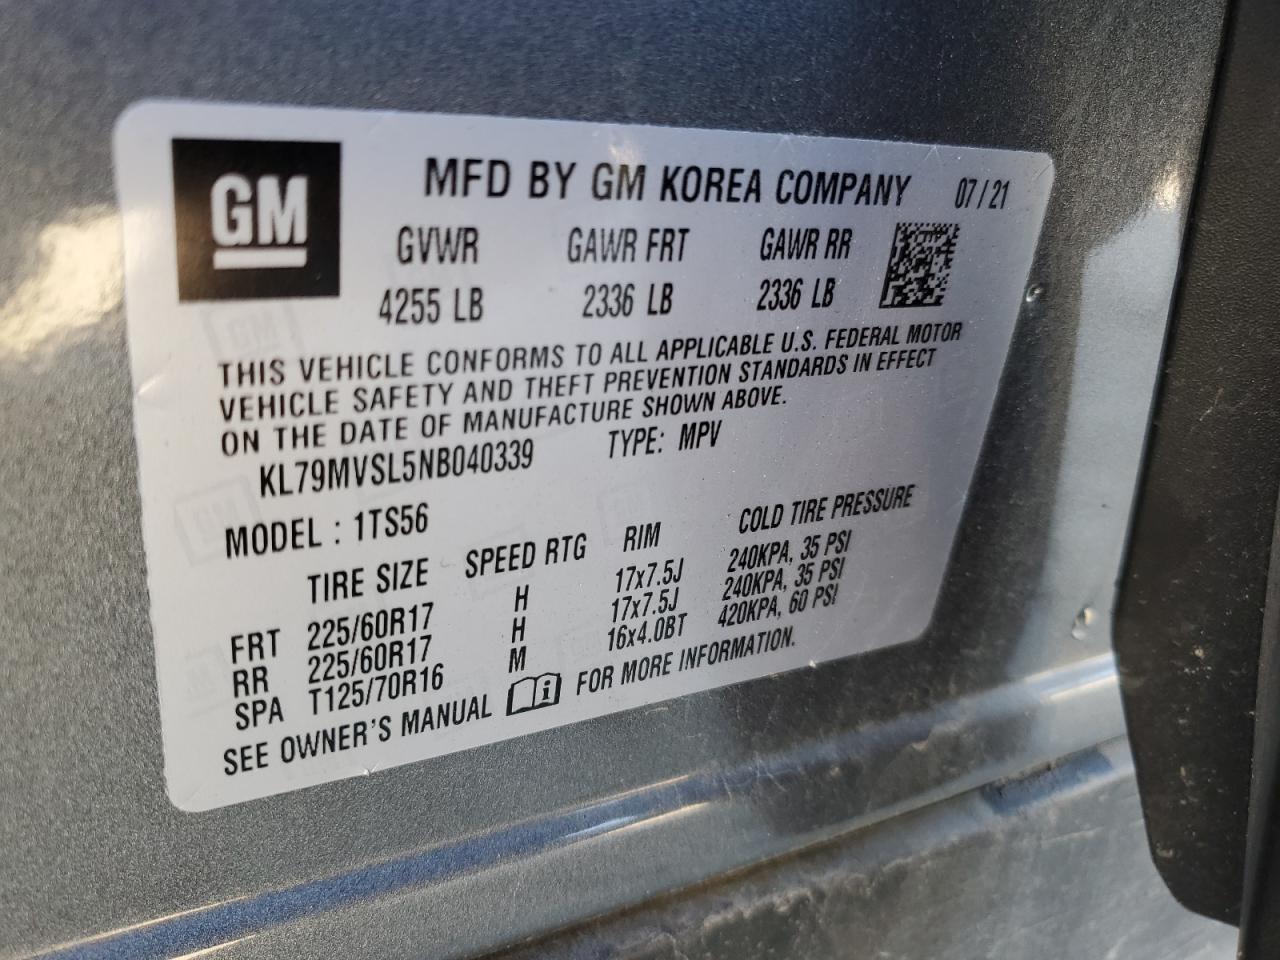 GM
MFD BY GM KOREA COMPANY 07/21
GVWR GAWR FRT GAWR RR
4255 LB 2336 LB 2336 LB
THIS VEHICLE CONFORMS TO ALL APPLICABLE U.S. FEDERAL MOTOR
VEHICLE SAFETY AND THEFT PREVENTION STANDARDS IN EFFECT
ON THE DATE OF MANUFACTURE SHOWN ABOVE.
KL79MVSL5NB040339 TYPE: MPV
MODEL : 1TS56
TIRE SIZE SPEED RTG RIM COLD TIRE PRESSURE
FRT 225/60R17 H 17x7.5J 240KPA, 35 PSI
RR 225/60R17 H 17x7.5J 240KPA, 35 PSI
SPA T125/70R16 M 16x4.0BT 420KPA, 60 PSI
SEE OWNER'S MANUAL i FOR MORE INFORMATION.